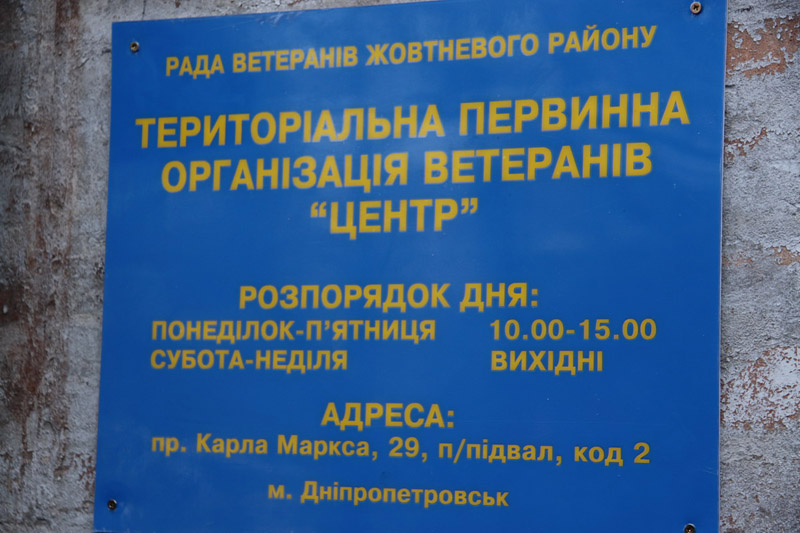 РАДА ВЕТЕРАНІВ ЖОВТНЕВОГО РАЙОНУ
ТЕРИТОРІАЛЬНА ПЕРВИННА
ОРГАНІЗАЦІЯ ВЕТЕРАНІВ
“ЦЕНТР”
РОЗПОРЯДОК ДНЯ:
ПОНЕДІЛОК-П’ЯТНИЦЯ 10.00-15.00
СУБОТА-НЕДІЛЯ ВИХІДНІ
АДРЕСА:
пр. Карла Маркса, 29, п/підвал, код 2
м. Дніпропетровськ